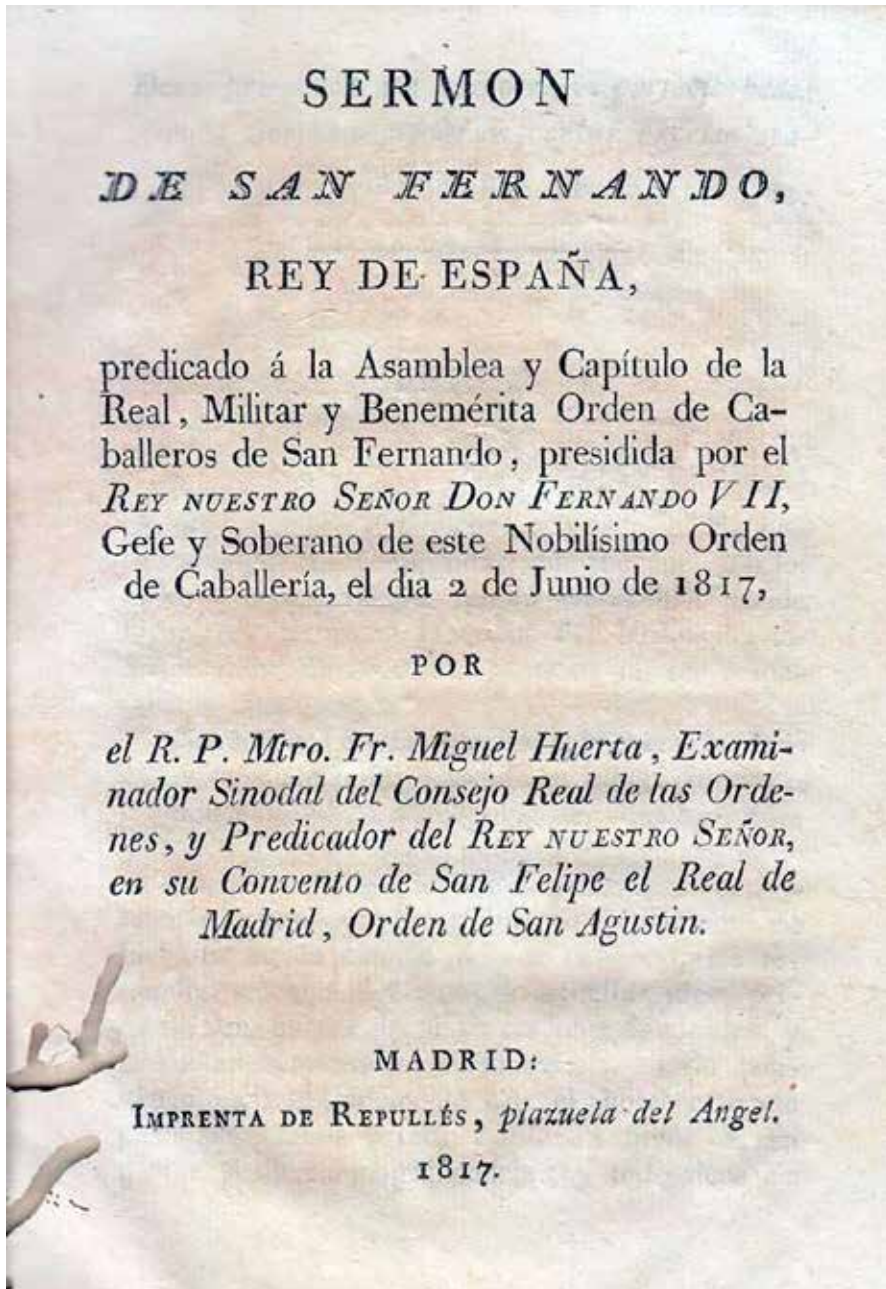 SERMON
DE SAN FERNANDO,
REY DE ESPAÑA,
predicado á la Asamblea y Capítulo de la
Real, Militar y Benemérita Orden de Ca-
balleros de San Fernando, presidida por el
REY NUESTRO SEÑOR DON FERNANDO VII,
Gefe y Soberano de este Nobilísimo Orden
de Caballería, el dia 2 de Junio de 1817,
POR
el R. P. Mtro. Fr. Miguel Huerta, Exami-
nador Sinodal del Consejo Real de las Orde-
nes, y Predicador del REY NUESTRO SEÑOR,
en su Convento de San Felipe el Real de
Madrid, Orden de San Agustin.
MADRID:
IMPRENTA DE REPULLÉS, plazuela del Angel.
1817.